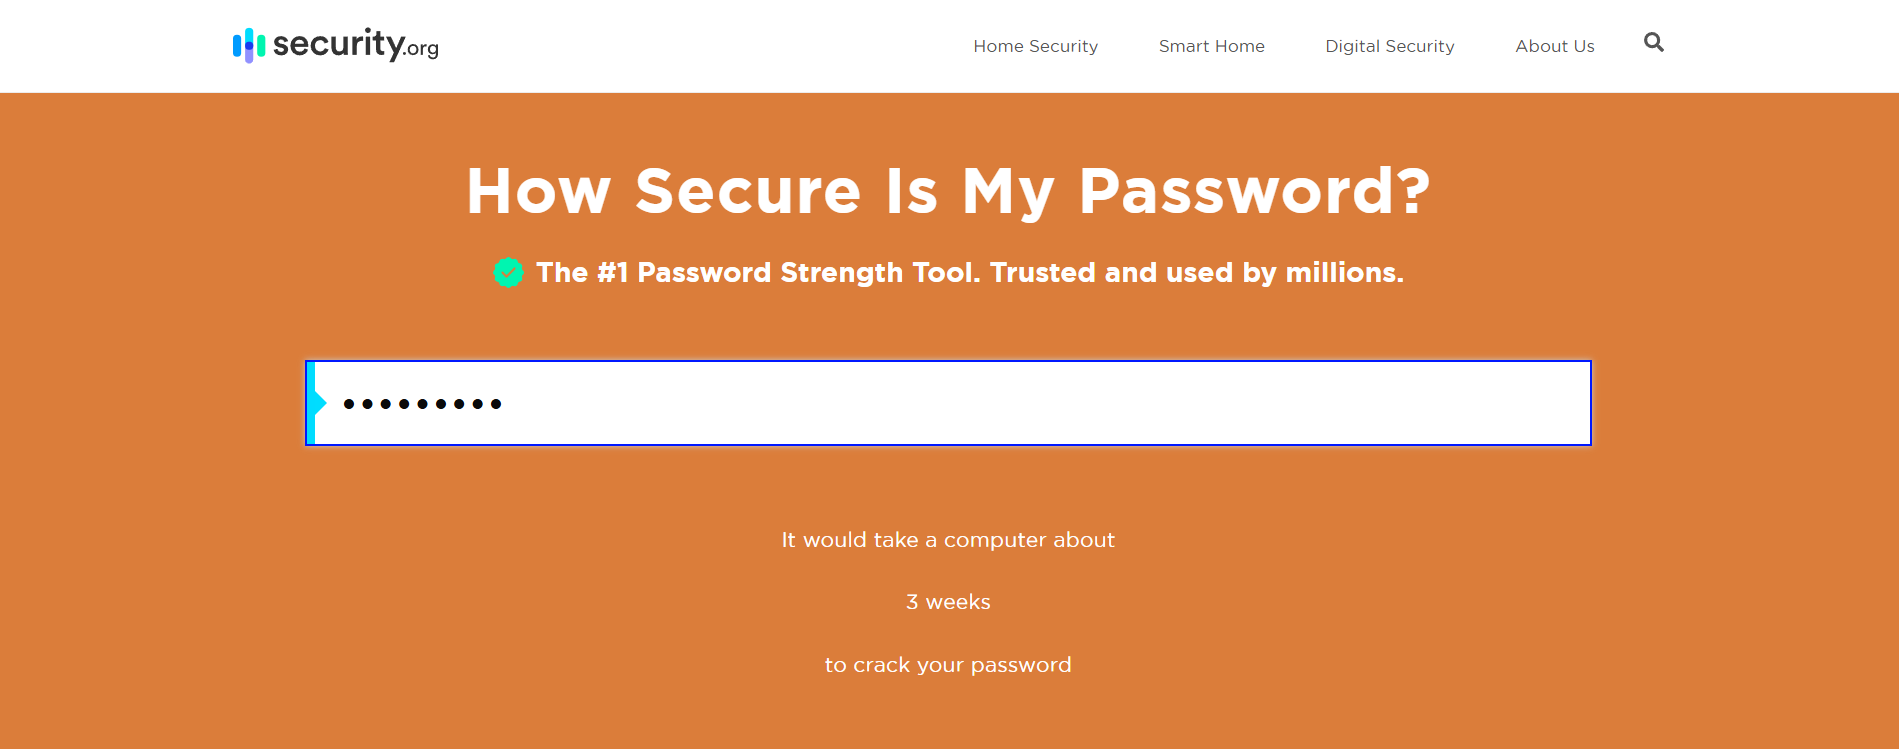 security.org
Home Security Smart Home Digital Security About Us
How Secure Is My Password?
The #1 Password Strength Tool. Trusted and used by millions.
•••••••••
It would take a computer about
3 weeks
to crack your password